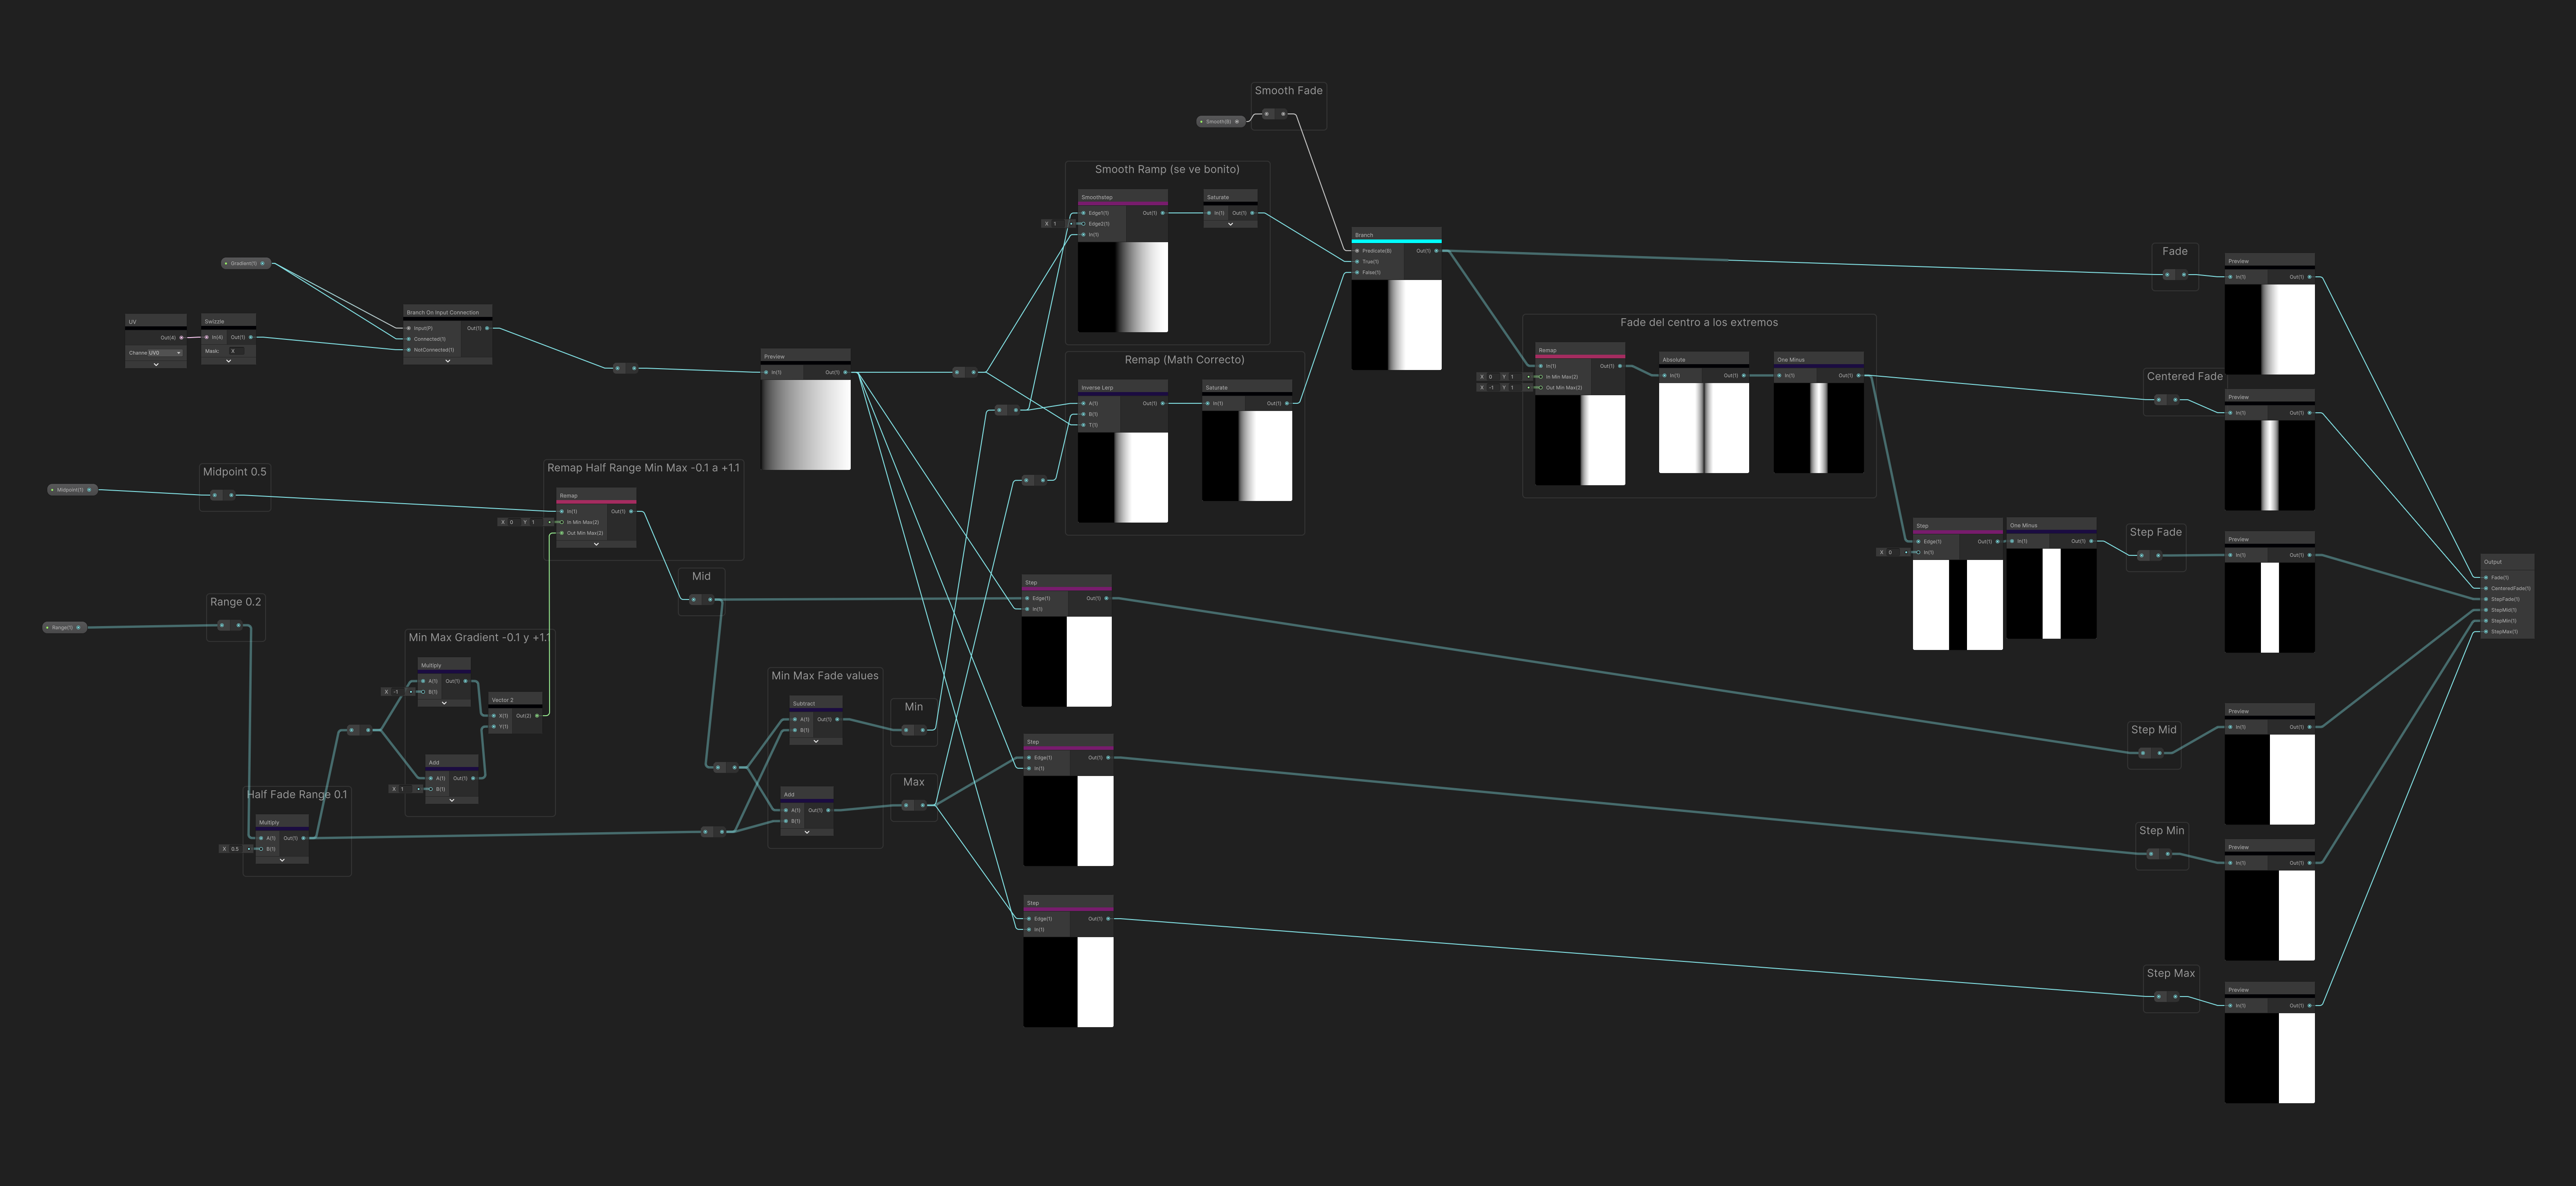 Smooth Fade
Smooth(B)
Smooth Ramp (se ve bonito)
Smoothstep
Edge1(1)
Out(1)
X 1
Edge2(1)
In(1)
Saturate
In(1)
Out(1)
Branch
Predicate(B)
Out(1)
True(1)
False(1)
Gradient(1)
UV
Out(4)
Channe UV0
Swizzle
In(4)
Out(1)
Mask: X
Branch On Input Connection
Input(P)
Out(1)
Connected(1)
NotConnected(1)
Preview
In(1)
Out(1)
Remap (Math Correcto)
Inverse Lerp
A(1)
Out(1)
B(1)
T(1)
Saturate
In(1)
Out(1)
Fade del centro a los extremos
Remap
In(1)
Out(1)
X 0 Y 1
In Min Max(2)
X -1 Y 1
Out Min Max(2)
Absolute
In(1)
Out(1)
One Minus
In(1)
Out(1)
Fade
Preview
In(1)
Out(1)
Centered Fade
Preview
In(1)
Out(1)
Midpoint 0.5
Midpoint(1)
Remap Half Range Min Max -0.1 a +1.1
Remap
In(1)
Out(1)
X 0 Y 1
In Min Max(2)
Out Min Max(2)
Step
Edge(1)
Out(1)
X 0
In(1)
One Minus
In(1)
Out(1)
Step Fade
Preview
In(1)
Out(1)
Output
Fade(1)
CenteredFade(1)
StepFade(1)
StepMid(1)
StepMin(1)
StepMax(1)
Mid
Range 0.2
Range(1)
Min Max Gradient -0.1 y +1.1
Multiply
A(1)
Out(1)
X -1
B(1)
Vector 2
X(1)
Out(2)
Y(1)
Add
A(1)
Out(1)
X 1
B(1)
Half Fade Range 0.1
Multiply
A(1)
Out(1)
X 0.5
B(1)
Min Max Fade values
Subtract
A(1)
Out(1)
B(1)
Add
A(1)
Out(1)
B(1)
Min
Max
Step
Edge(1)
Out(1)
In(1)
Step
Edge(1)
Out(1)
In(1)
Step
Edge(1)
Out(1)
In(1)
Step Mid
Preview
In(1)
Out(1)
Step Min
Preview
In(1)
Out(1)
Step Max
Preview
In(1)
Out(1)